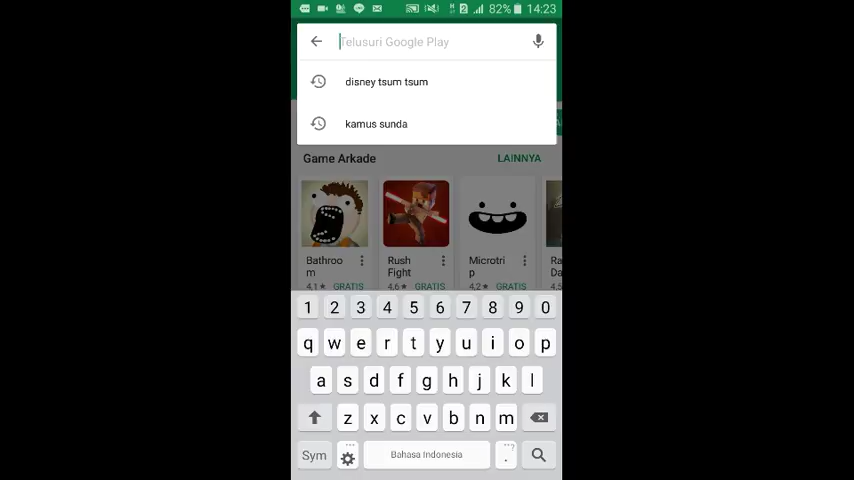 82% 14:23
Telusuri Google Play
disney tsum tsum
kamus sunda
Game Arkade LAINNYA
Bathroo
m
Rush
Fight
Microtri
p
Ra
Da
4,1★ GRATIS
4,6★ GRATIS
4,2★ GRATIS
1 2 3 4 5 6 7 8 9 0
q w e r t y u i o p
a s d f g h j k l
z x c v b n m
Sym Bahasa Indonesia .